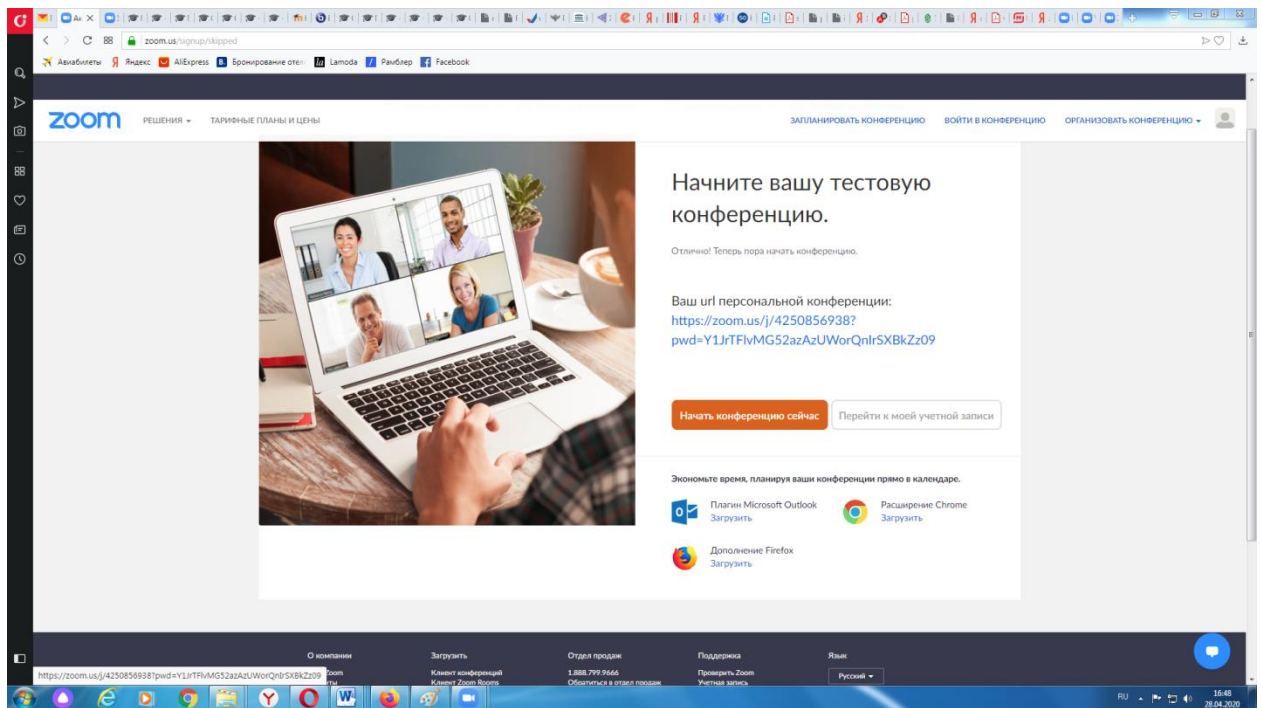 zoom.us/signup/skipped
Авиабилеты Яндекс AliExpress Бронирование отел Lamoda Рамблер Facebook
zoom РЕШЕНИЯ ТАРИФНЫЕ ПЛАНЫ И ЦЕНЫ ЗАПЛАНИРОВАТЬ КОНФЕРЕНЦИЮ ВОЙТИ В КОНФЕРЕНЦИЮ ОРГАНИЗОВАТЬ КОНФЕРЕНЦИЮ
Начните вашу тестовую
конференцию.
Отлично! Теперь пора начать конференцию.
Ваш url персональной конференции:
https://zoom.us/j/4250856938?
pwd=Y1JrTFlvMG52azAzUWorQnIrSXBkZz09
Начать конференцию сейчас Перейти к моей учетной записи
Экономьте время, планируя ваши конференции прямо в календаре.
Плагин Microsoft Outlook
Загрузить
Расширение Chrome
Загрузить
Дополнение Firefox
Загрузить
О компании
Загрузить
Клиент конференций
Клиент Zoom Rooms
Отдел продаж
1.888.799.9666
Обратиться в отдел продаж
Поддержка
Проверить Zoom
Учетная запись
Язык
Русский
https://zoom.us/j/4250856938?pwd=Y1JrTFlvMG52azAzUWorQnIrSXBkZz09
RU 16:48
28.04.2020